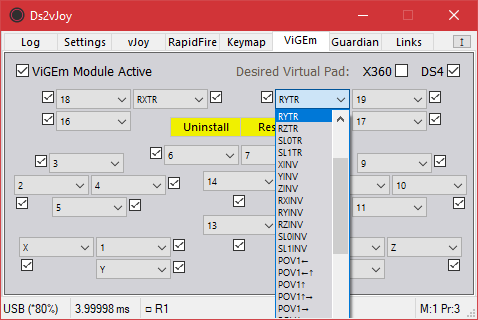 Ds2vJoy
Log Settings vJoy RapidFire Keymap ViGEm Guardian Links
ViGEm Module Active Desired Virtual Pad: X360 DS4
18 RXTR RYTR 19
16 17
RYTR
RZTR
SL0TR
SL1TR
XINV
YINV
ZINV
RXINV
RYINV
RZINV
SL0INV
SL1INV
POV1←
POV1←↑
POV1↑
POV1↑→
POV1→
Uninstall Res
3 6 7 9
2 4 14 10
5 11
13
X 1 Z
Y
USB (*80%) 3.99998 ms □ R1 M:1 Pr:3